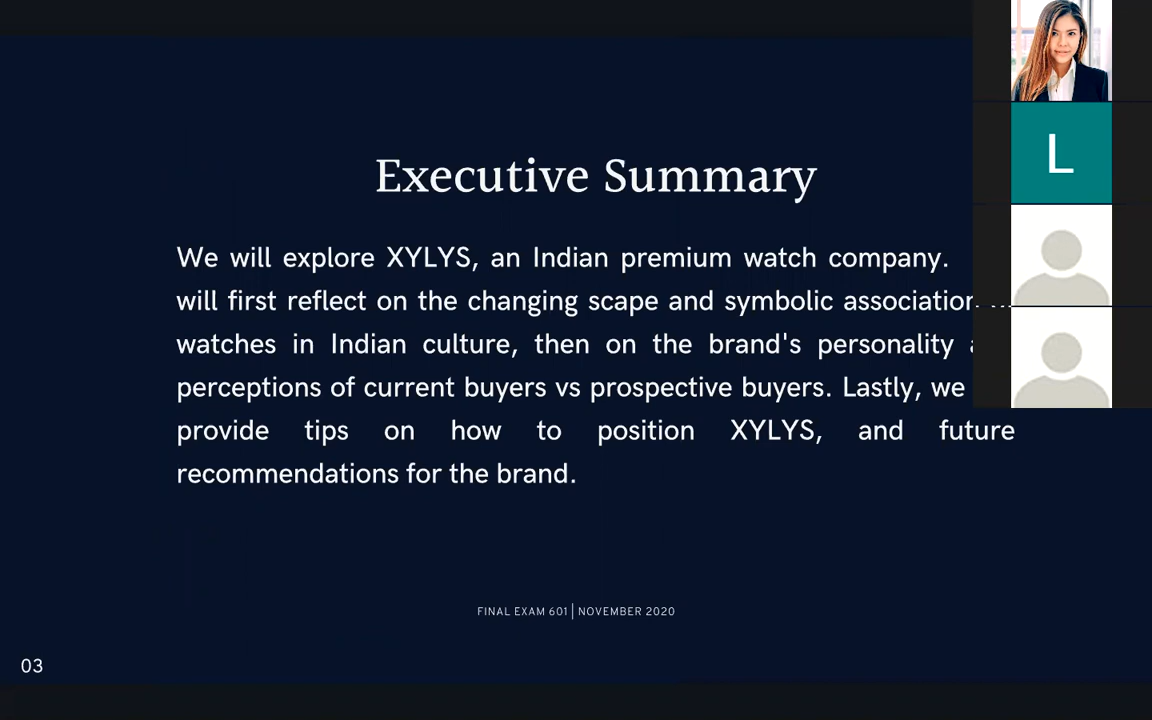 Executive Summary
We will explore XYLYS, an Indian premium watch company.
will first reflect on the changing scape and symbolic association
watches in Indian culture, then on the brand's personality
perceptions of current buyers vs prospective buyers. Lastly, we
provide tips on how to position XYLYS, and future
recommendations for the brand.
FINAL EXAM 601 | NOVEMBER 2020
03
L